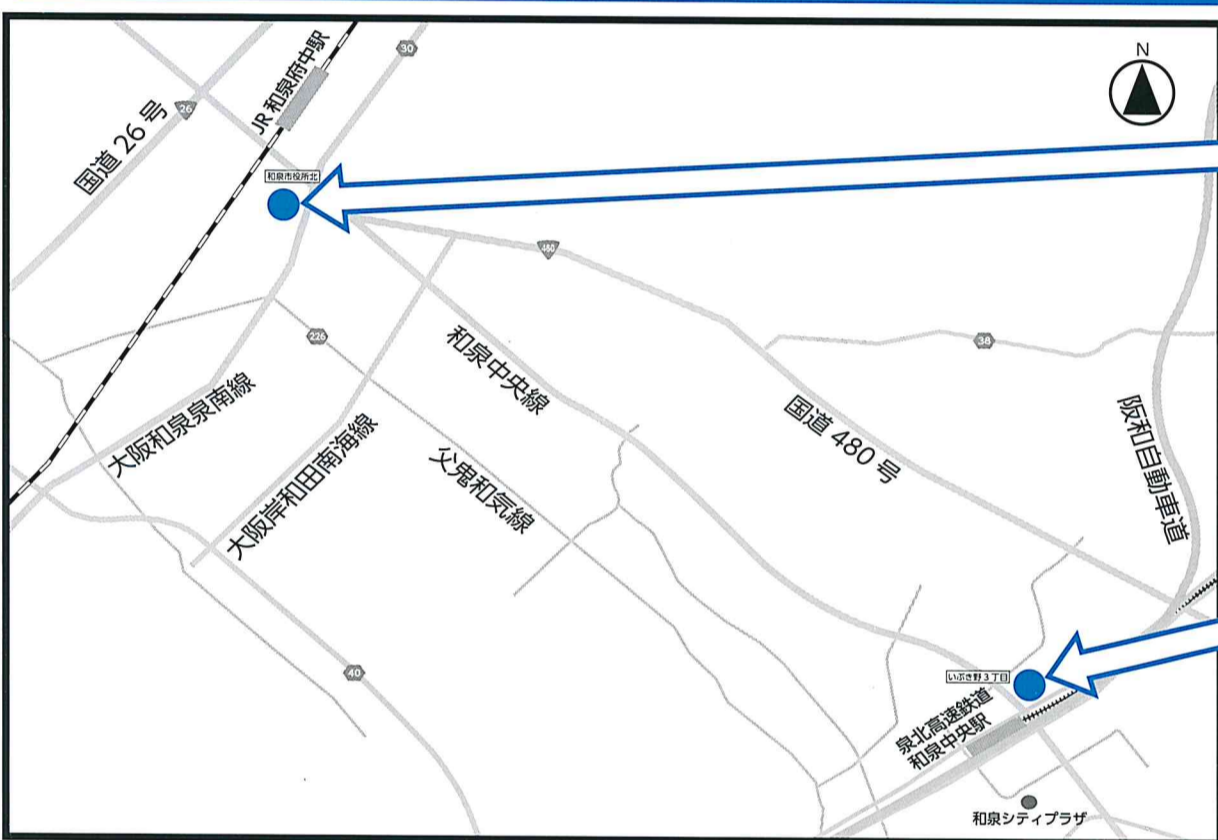 N
30
JR 和泉府中駅
26
国道 26 号
和泉市役所北
480
226
38
和泉中央線
国道 480 号
阪和自動車道
大阪和泉泉南線
大阪岸和田南海線
父鬼和気線
40
いぶき野3丁目
泉北高速鉄道
和泉中央駅
和泉シティプラザ